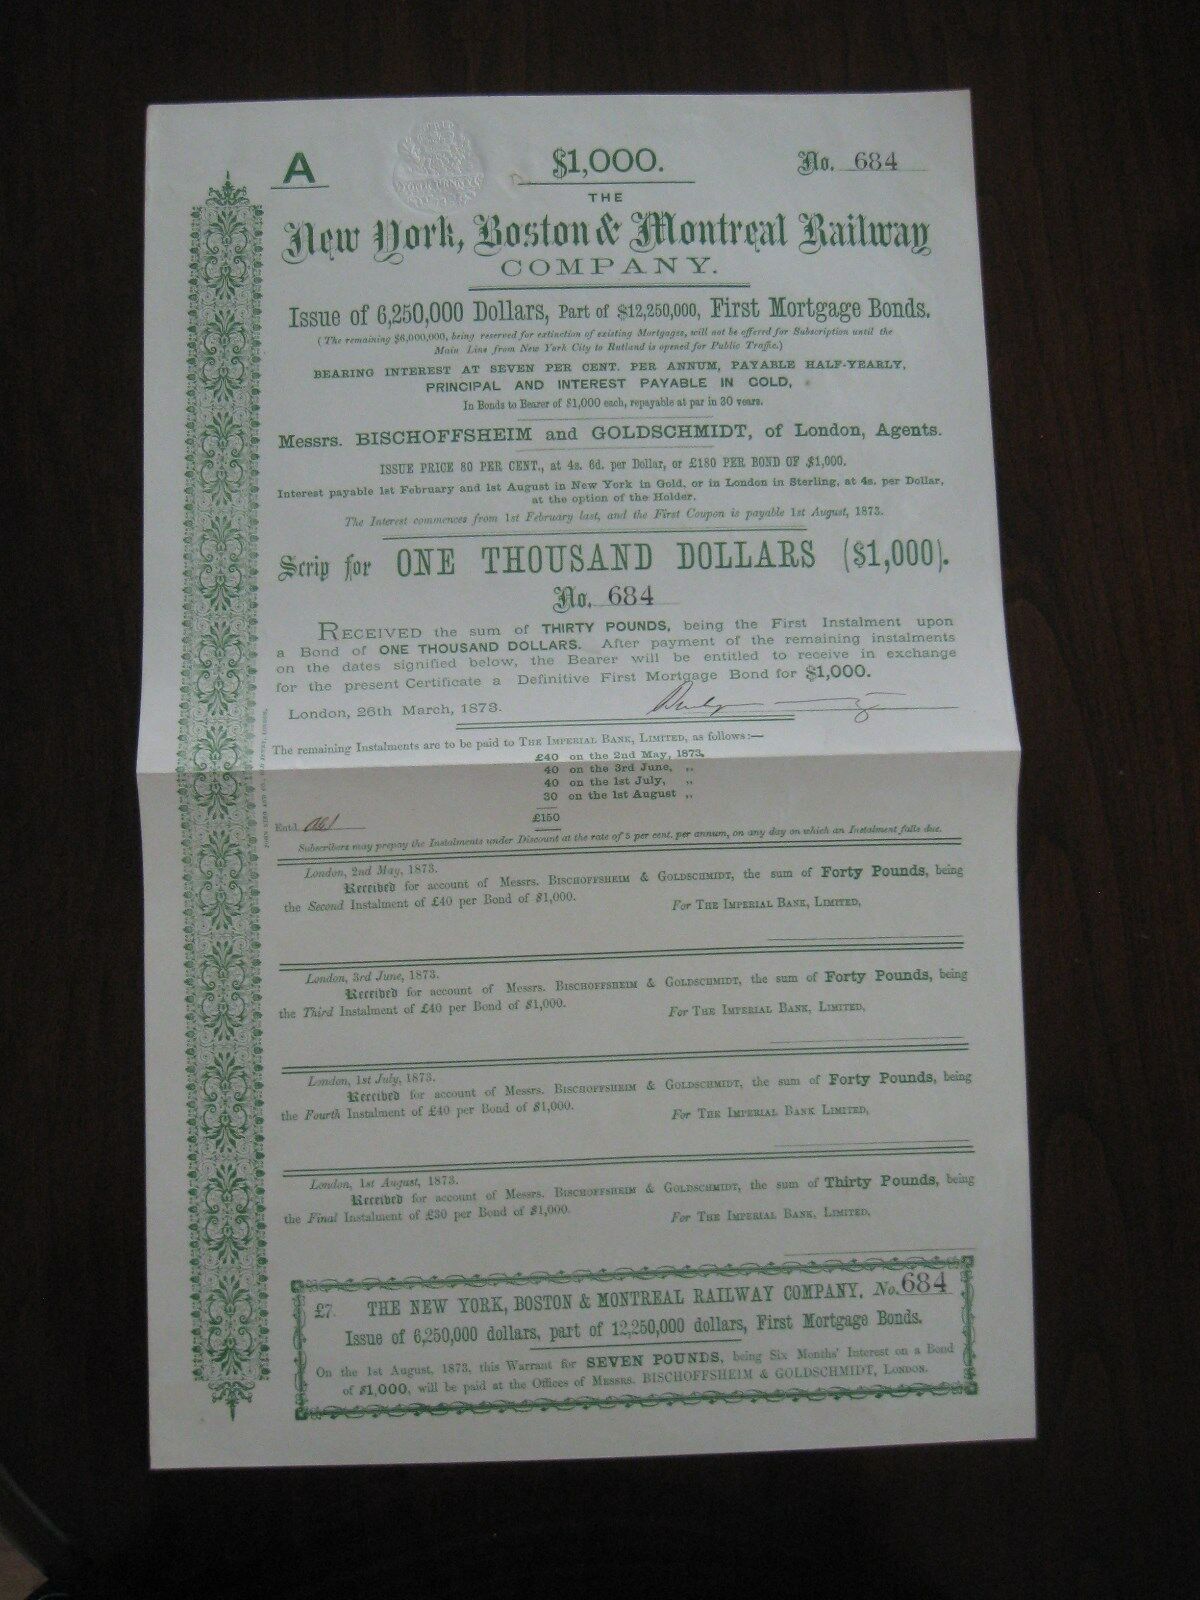 A
$1,000.
No. 684
THE
New York, Boston & Montreal Railway
COMPANY.
Issue of 6,250,000 Dollars, Part of $12,250,000, First Mortgage Bonds.
(The remaining $6,000,000, being reserved for extinction of existing Mortgages, will not be offered for Subscription until the
Main Line from New York City to Rutland is opened for Public Traffic.)
BEARING INTEREST AT SEVEN PER CENT. PER ANNUM, PAYABLE HALF-YEARLY,
PRINCIPAL AND INTEREST PAYABLE IN GOLD,
In Bonds to Bearer of $1,000 each, repayable at par in 30 years.
Messrs. BISCHOFFSHEIM and GOLDSCHMIDT, of London, Agents.
ISSUE PRICE 80 PER CENT., at 4s. 6d. per Dollar, or £180 PER BOND OF $1,000.
Interest payable 1st February and 1st August in New York in Gold, or in London in Sterling, at 4s. per Dollar,
at the option of the Holder.
The Interest commences from 1st February last, and the First Coupon is payable 1st August, 1873.
Scrip for ONE THOUSAND DOLLARS ($1,000).
No. 684
RECEIVED the sum of THIRTY POUNDS, being the First Instalment upon
a Bond of ONE THOUSAND DOLLARS. After payment of the remaining instalments
on the dates signified below, the Bearer will be entitled to receive in exchange
for the present Certificate a Definitive First Mortgage Bond for $1,000.
London, 26th March, 1873.
The remaining Instalments are to be paid to THE IMPERIAL BANK, LIMITED, as follows:—
£40 on the 2nd May, 1873.
40 on the 3rd June, ,,
40 on the 1st July, ,,
30 on the 1st August ,,
£150
Entd.
Subscribers may prepay the Instalments under Discount at the rate of 5 per cent. per annum, on any day on which an Instalment falls due.
London, 2nd May, 1873.
Received for account of Messrs. BISCHOFFSHEIM & GOLDSCHMIDT, the sum of Forty Pounds, being
the Second Instalment of £40 per Bond of $1,000.
For THE IMPERIAL BANK, LIMITED,
London, 3rd June, 1873.
Received for account of Messrs. BISCHOFFSHEIM & GOLDSCHMIDT, the sum of Forty Pounds, being
the Third Instalment of £40 per Bond of $1,000.
For THE IMPERIAL BANK, LIMITED,
London, 1st July, 1873.
Received for account of Messrs. BISCHOFFSHEIM & GOLDSCHMIDT, the sum of Forty Pounds, being
the Fourth Instalment of £40 per Bond of $1,000.
For THE IMPERIAL BANK LIMITED,
London, 1st August, 1873.
Received for account of Messrs. BISCHOFFSHEIM & GOLDSCHMIDT, the sum of Thirty Pounds, being
the Final Instalment of £30 per Bond of $1,000.
For THE IMPERIAL BANK, LIMITED,
£7. THE NEW YORK, BOSTON & MONTREAL RAILWAY COMPANY. No. 684
Issue of 6,250,000 dollars, part of 12,250,000 dollars, First Mortgage Bonds.
On the 1st August, 1873, this Warrant for SEVEN POUNDS, being Six Months' Interest on a Bond
of $1,000, will be paid at the Offices of MESSRS. BISCHOFFSHEIM & GOLDSCHMIDT, LONDON.